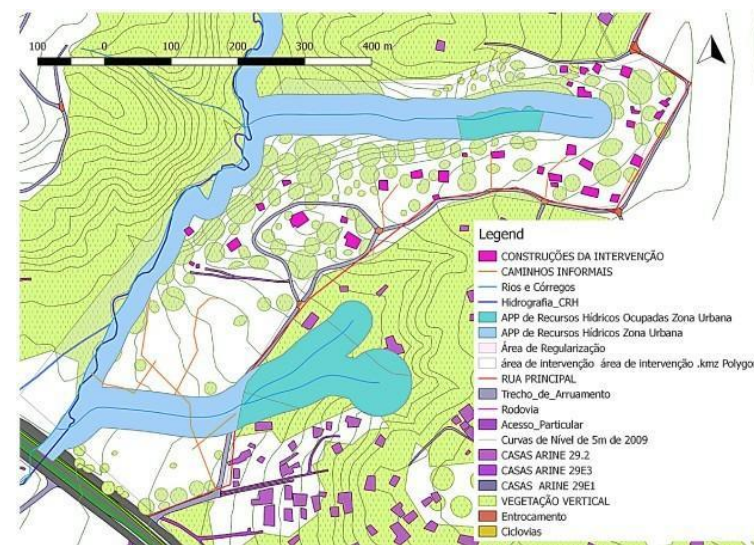 100 0 100 200 300 400 m
Legend
CONSTRUÇÕES DA INTERVENÇÃO
CAMINHOS INFORMAIS
Rios e Córregos
Hidrografia_CRH
APP de Recursos Hídricos Ocupadas Zona Urbana
APP de Recursos Hídricos Zona Urbana
Área de Regularização
área de intervenção área de intervenção .kmz Polygo
RUA PRINCIPAL
Trecho_de_Arruamento
Rodovia
Acesso_Particular
Curvas de Nível de 5m de 2009
CASAS ARINE 29.2
CASAS ARINE 29E3
CASAS ARINE 29E1
VEGETAÇÃO VERTICAL
Entrocamento
Ciclovias